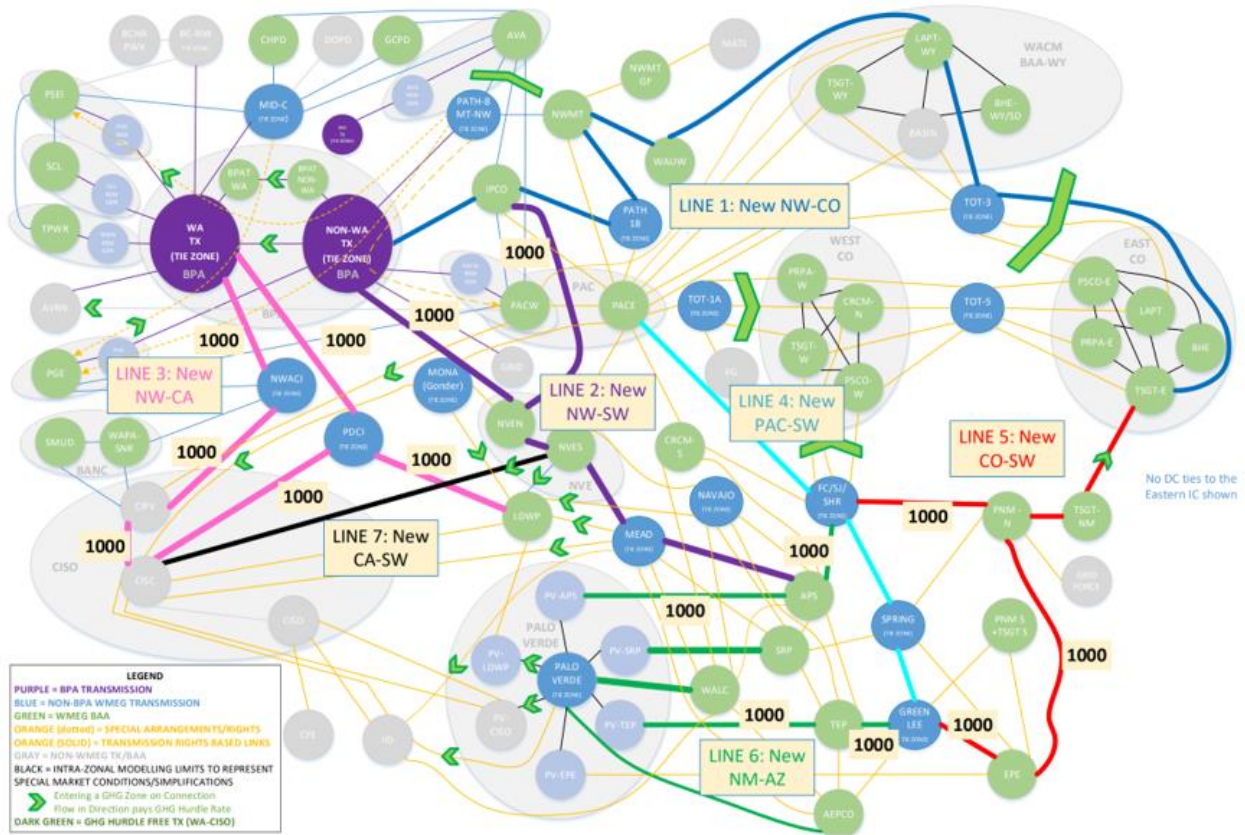 BCHA
POWX
BC-NW
(TIE ZONE)
CHPD
DOPD
GCPD
AVA
NWMT
GF
MATL
LAPT-
WY
WACM
BAA-WY
TSGT-
WY
BHE-
WY/SD
BASIN
PSEI
MID-C
(TIE ZONE)
PATH-8
MT-NW
(TIE ZONE)
NWMT
WAUW
SCL
BPAT
WA
BPAT
NON-
WA
IPCO
PATH
18
(TIE ZONE)
LINE 1: New NW-CO
TOT-3
(TIE ZONE)
TPWR
WA
TX
(TIE ZONE)
BPA
NON-WA
TX
(TIE ZONE)
BPA
1000
WEST
CO
EAST
CO
PAC
PACW
PACE
TOT-1A
(TIE ZONE)
PRPA-
W
CRCM-
N
TOT-5
(TIE ZONE)
PSCO-E
LAPT
AVRN
1000
1000
1000
TSGT-
W
PSCO-
W
PRPA-E
BHE
TSGT-E
PGE
LINE 3: New
NW-CA
NWACI
(TIE ZONE)
MONA
(Gonder)
(TIE ZONE)
GRID
LINE 2: New
NW-SW
LINE 4: New
PAC-SW
LINE 5: New
CO-SW
SMUD
WAPA-
SNR
BANC
PDCI
(TIE ZONE)
NVEN
NVES
NVE
CRCM-
S
1000
1000
1000
No DC ties to the
Eastern IC shown
CIPV
LDWP
NAVAJO
(TIE ZONE)
FC/SJ/
SHR
(TIE ZONE)
1000
PNM -
N
TSGT-
NM
1000
CISO
CISC
LINE 7: New
CA-SW
MEAD
(TIE ZONE)
1000
PV-APS
1000
APS
1000
GRID
FORCE
CISO
PALO
VERDE
SPRING
(TIE ZONE)
PNM S
+TSGT S
PV-
LDWP
PV-SRP
SRP
1000
PALO
VERDE
(TIE ZONE)
WALC
PV-
CISO
PV-TEP
1000
TEP
1000
GREEN
LEE
(TIE ZONE)
1000
CFE
IID
PV-EPE
LINE 6: New
NM-AZ
EPE
AEPCO
LEGEND
PURPLE = BPA TRANSMISSION
BLUE = NON-BPA WMEG TRANSMISSION
GREEN = WMEG BAA
ORANGE (dotted) = SPECIAL ARRANGEMENTS/RIGHTS
ORANGE (SOLID) = TRANSMISSION RIGHTS BASED LINKS
GRAY = NON-WMEG TX/BAA
BLACK = INTRA-ZONAL MODELLING LIMITS TO REPRESENT
SPECIAL MARKET CONDITIONS/SIMPLIFICATIONS
Entering a GHG Zone on Connection
Flow in Direction pays GHG Hurdle Rate
DARK GREEN = GHG HURDLE FREE TX (WA-CISO)